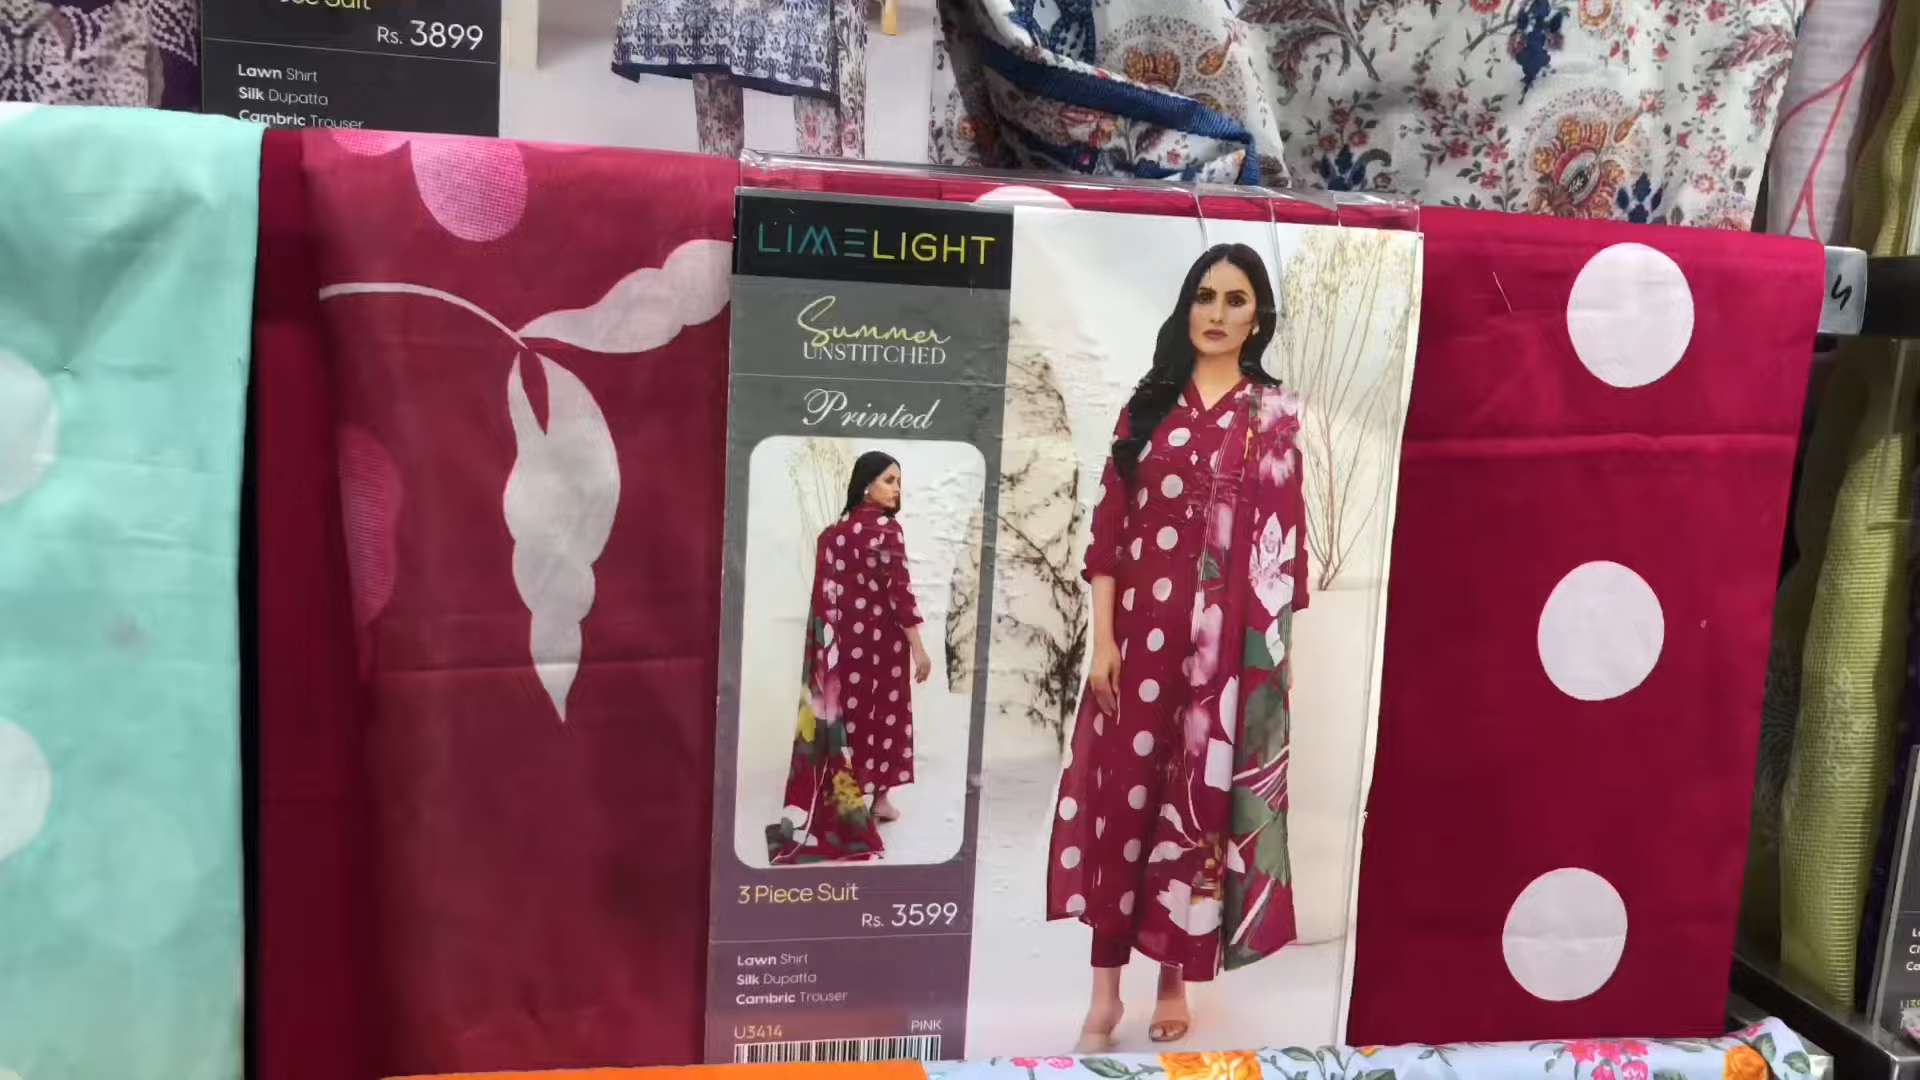 Rs. 3899
Lawn Shirt
Silk Dupatta
Cambric Trouser
LIMELIGHT
Summer
UNSTITCHED
Printed
3 Piece Suit
Rs. 3599
Lawn Shirt
Silk Dupatta
Cambric Trouser
U3414 PINK